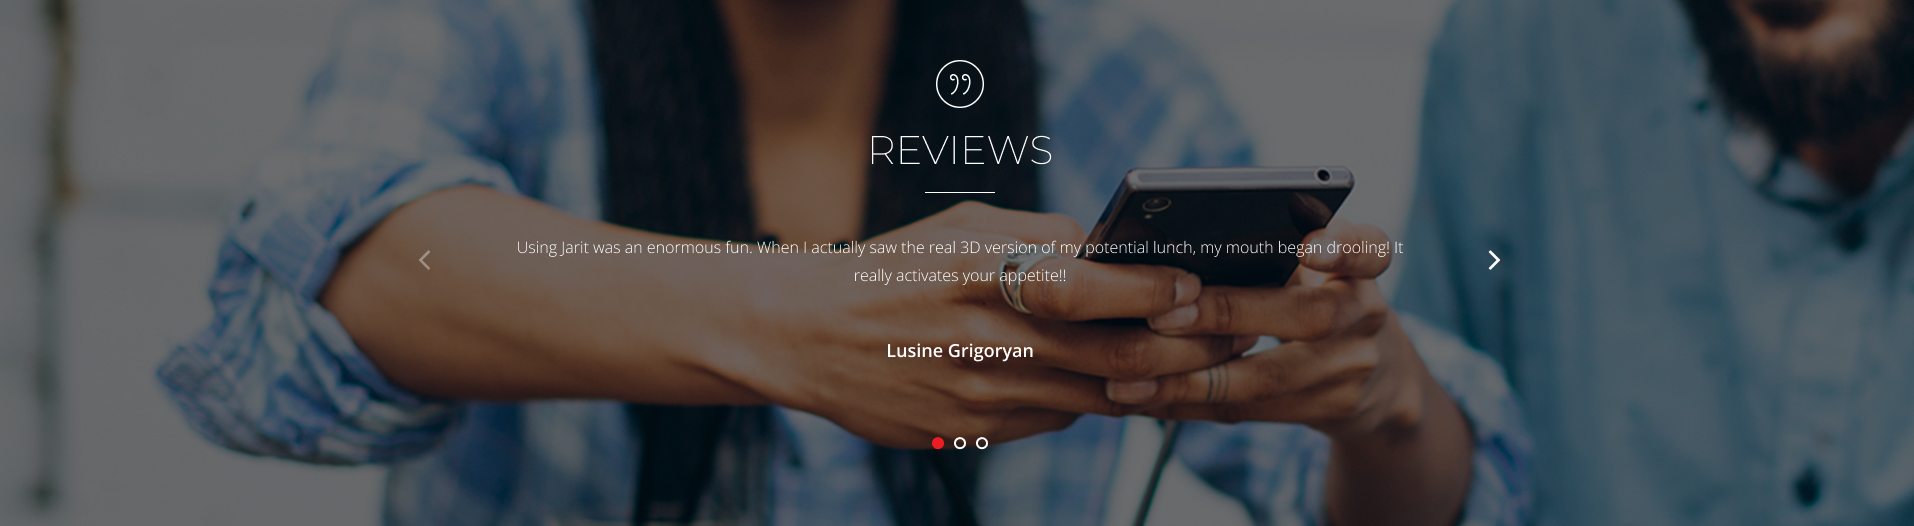 REVIEWS
Using Jarit was an enormous fun. When I actually saw the real 3D version of my potential lunch, my mouth began drooling! It
really activates your appetite!!
Lusine Grigoryan